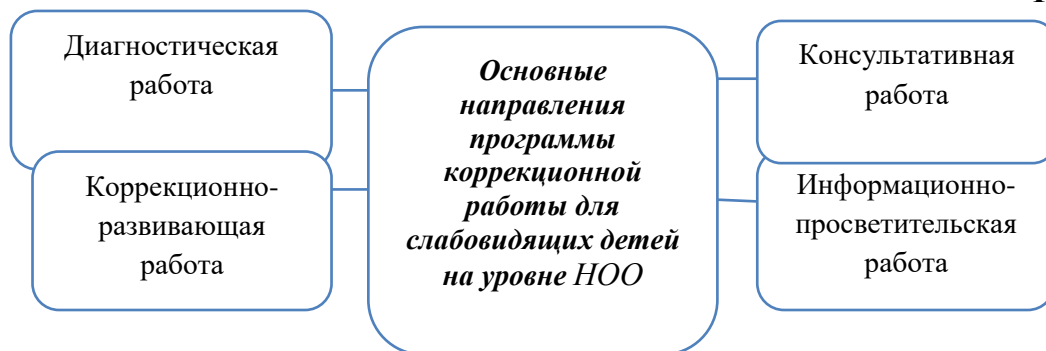 Диагностическая
работа
Коррекционно-
развивающая
работа
Основные
направления
программы
коррекционной
работы для
слабовидящих детей
на уровне НОО
Консультативная
работа
Информационно-
просветительская
работа